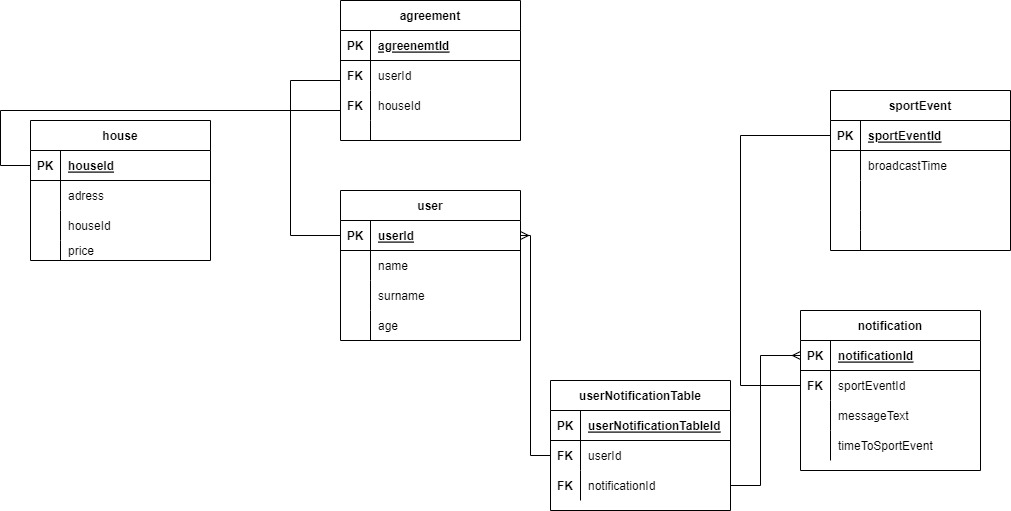 agreement
PK agreenemtId
FK userId
FK houseId
house
PK houseId
adress
houseId
price
user
PK userId
name
surname
age
sportEvent
PK sportEventId
broadcastTime
notification
PK notificationId
FK sportEventId
messageText
timeToSportEvent
userNotificationTable
PK userNotificationTableId
FK userId
FK notificationId